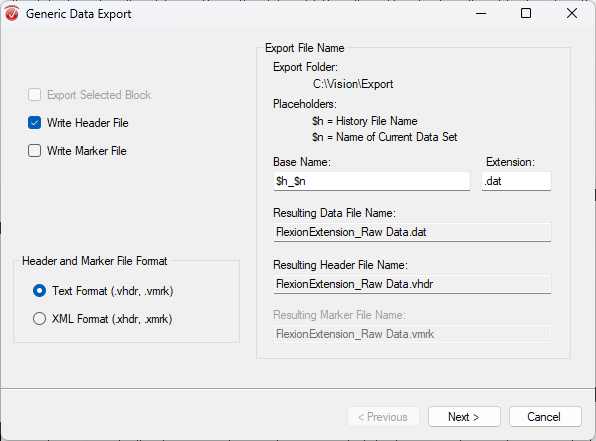 Generic Data Export
Export Selected Block
Write Header File
Write Marker File
Header and Marker File Format
Text Format (.vhdr, .vmrk)
XML Format (.xhdr, .xmrk)
Export File Name
Export Folder:
C:\Vision\Export
Placeholders:
$h = History File Name
$n = Name of Current Data Set
Base Name: Extension:
$h_$n .dat
Resulting Data File Name:
FlexionExtension_Raw Data.dat
Resulting Header File Name:
FlexionExtension_Raw Data.vhdr
Resulting Marker File Name:
FlexionExtension_Raw Data.vmrk
< Previous Next > Cancel